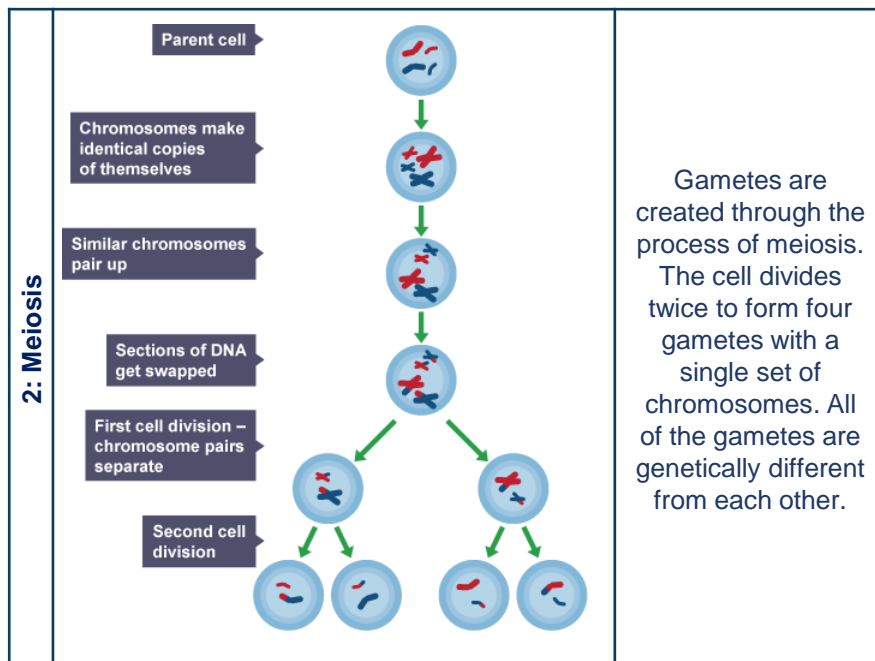 2: Meiosis
Parent cell
Chromosomes make
identical copies
of themselves
Similar chromosomes
pair up
Sections of DNA
get swapped
First cell division –
chromosome pairs
separate
Second cell
division
Gametes are
created through the
process of meiosis.
The cell divides
twice to form four
gametes with a
single set of
chromosomes. All
of the gametes are
genetically different
from each other.